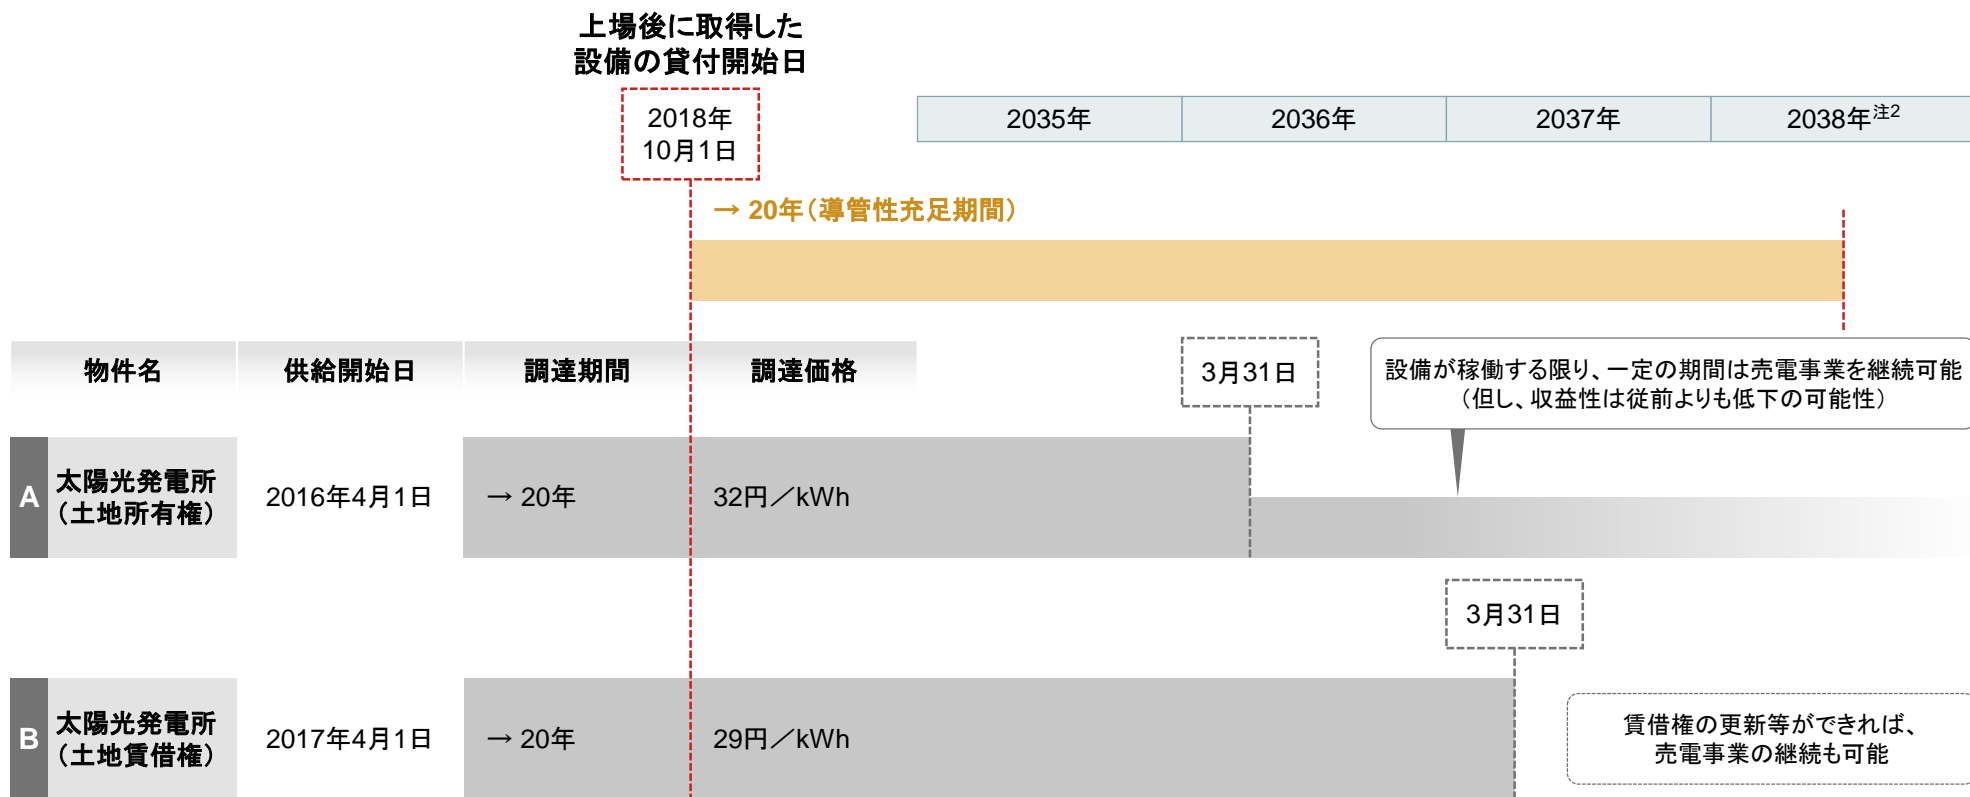 上場後に取得した
設備の貸付開始日
2018年
10月1日
2035年
2036年
2037年
2038年注2
→ 20年（導管性充足期間）
物件名
供給開始日
調達期間
調達価格
3月31日
設備が稼働する限り、一定の期間は売電事業を継続可能
（但し、収益性は従前よりも低下の可能性）
A
太陽光発電所
（土地所有権）
2016年4月1日
→ 20年
32円／kWh
3月31日
B
太陽光発電所
（土地賃借権）
2017年4月1日
→ 20年
29円／kWh
賃借権の更新等ができれば、
売電事業の継続も可能